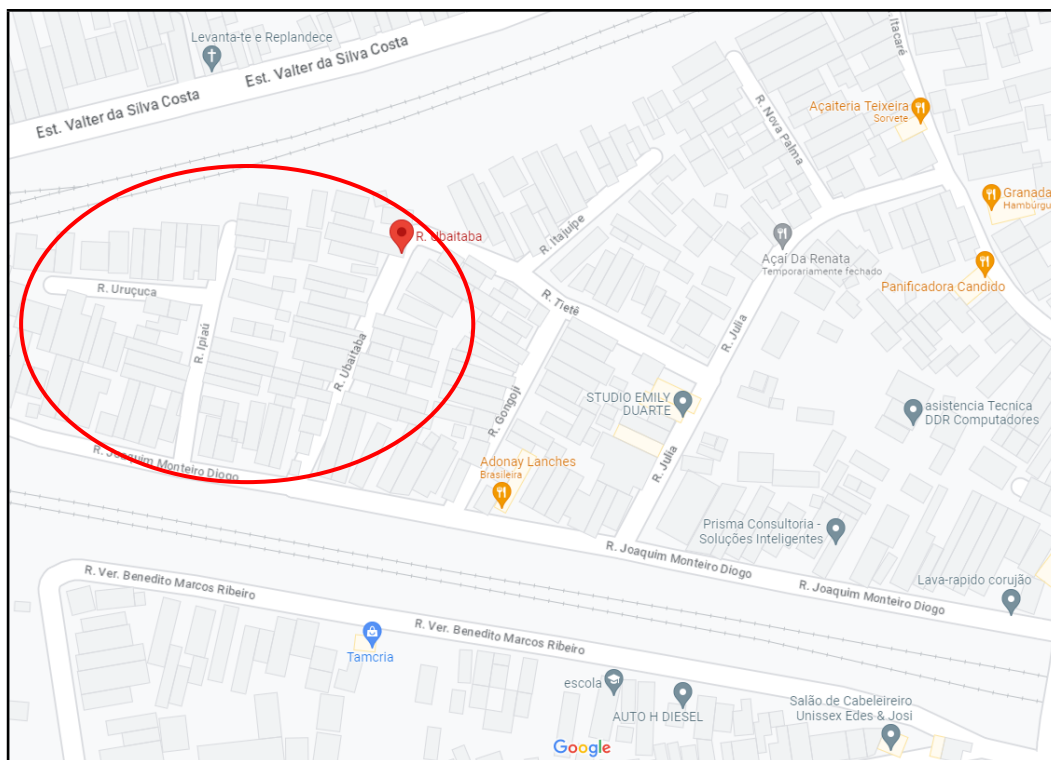 Levanta-te e Replandece
Est. Valter da Silva Costa
Est. Valter da Silva Costa
Itacaré
Açaiteria Teixeira
Sorvete
R. Nova Palma
Granada
Hambúrgu
R. Itajuípe
R. Ubaitaba
Açaí Da Renata
Temporariamente fechado
Panificadora Candido
R. Uruçuca
R. Tietê
R. Ipiaú
R. Ubaitaba
R. Julia
STUDIO EMILY
DUARTE
R. Gongoji
asistencia Tecnica
DDR Computadores
R. Joaquim Monteiro Diogo
Adonay Lanches
Brasileira
R. Julia
Prisma Consultoria -
Soluções Inteligentes
R. Joaquim Monteiro Diogo
R. Joaquim Monteiro Diogo
Lava-rapido corujão
R. Ver. Benedito Marcos Ribeiro
R. Ver. Benedito Marcos Ribeiro
Tamcria
escola
AUTO H DIESEL
Salão de Cabeleireiro
Unissex Edes & Josi
Google